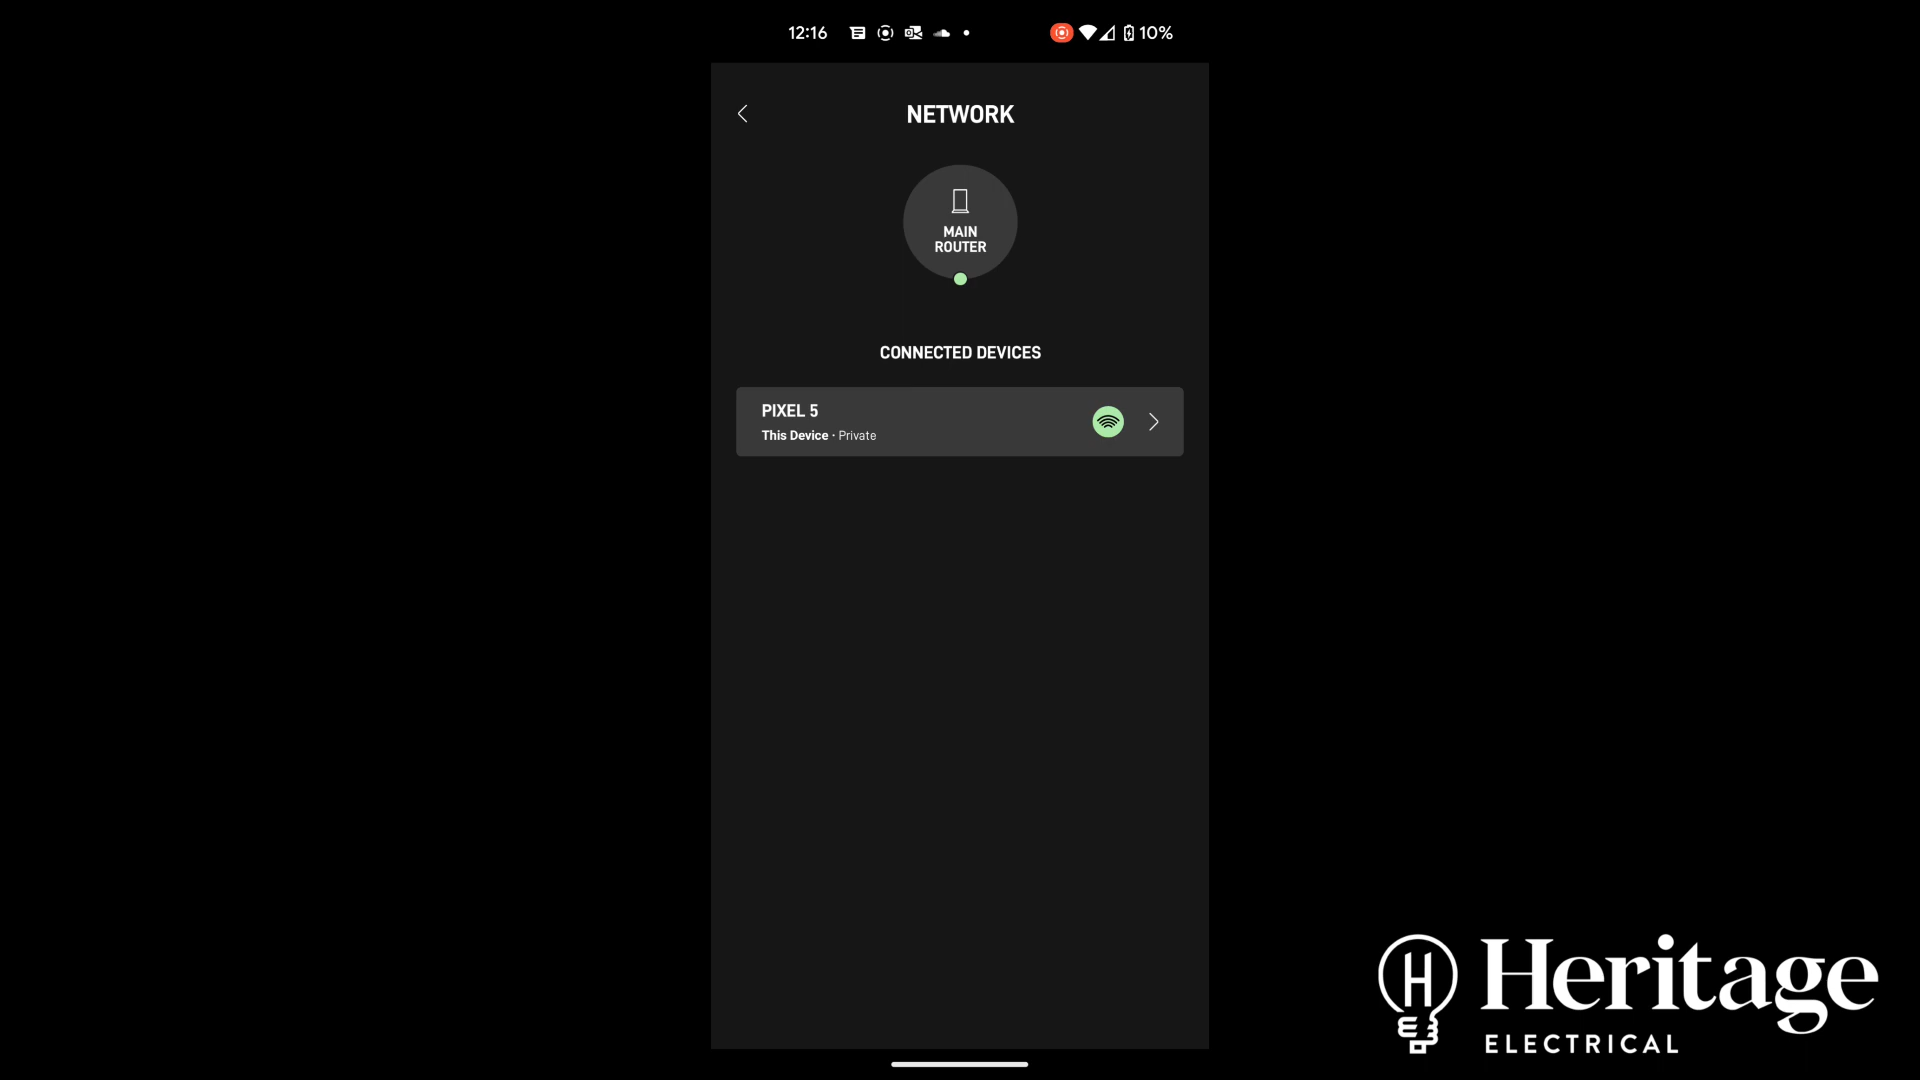 12:16
10%
NETWORK
MAIN
ROUTER
CONNECTED DEVICES
PIXEL 5
This Device · Private
Heritage
ELECTRICAL